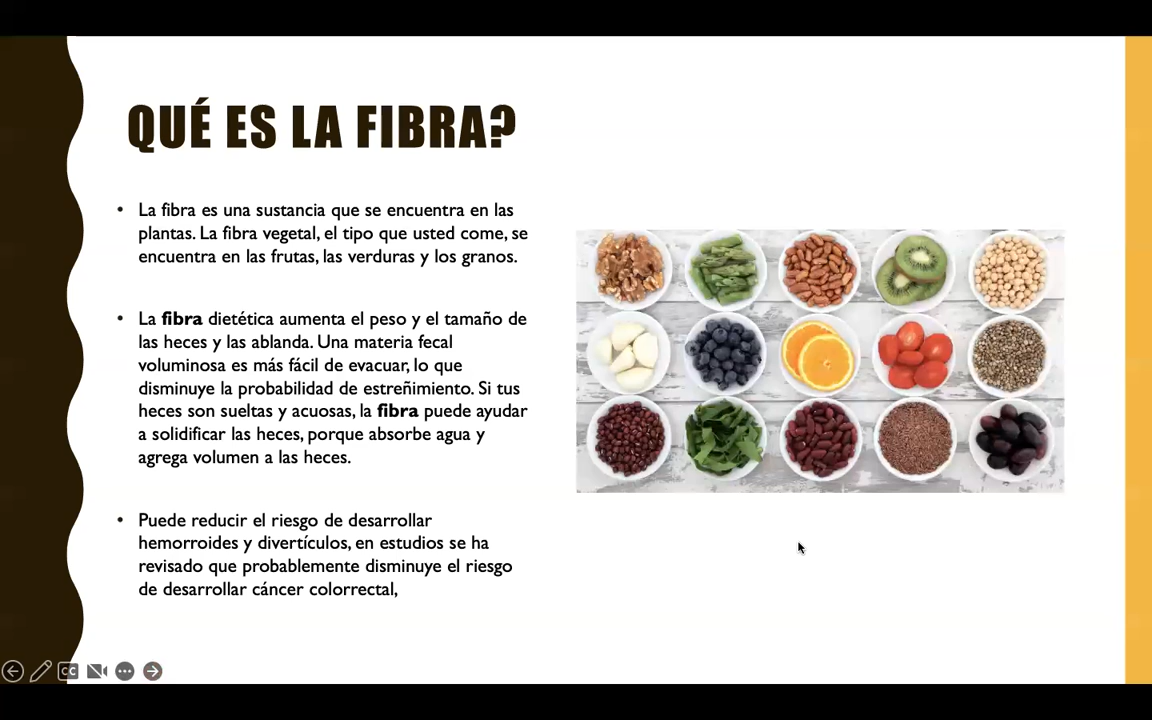 QUÉ ES LA FIBRA?
• La fibra es una sustancia que se encuentra en las
plantas. La fibra vegetal, el tipo que usted come, se
encuentra en las frutas, las verduras y los granos.
• La fibra dietética aumenta el peso y el tamaño de
las heces y las ablanda. Una materia fecal
voluminosa es más fácil de evacuar, lo que
disminuye la probabilidad de estreñimiento. Si tus
heces son sueltas y acuosas, la fibra puede ayudar
a solidificar las heces, porque absorbe agua y
agrega volumen a las heces.
• Puede reducir el riesgo de desarrollar
hemorroides y divertículos, en estudios se ha
revisado que probablemente disminuye el riesgo
de desarrollar cáncer colorrectal,
CC